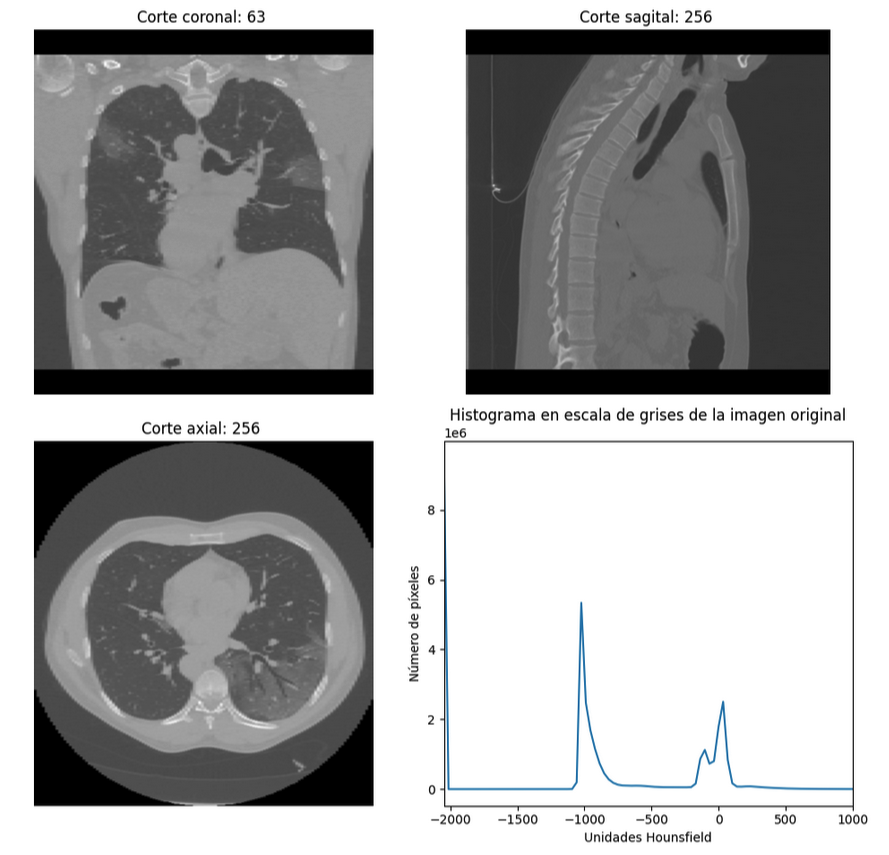 Corte coronal: 63
Corte sagital: 256
Corte axial: 256
Histograma en escala de grises de la imagen original
1e6
8
6
4
2
0
Número de píxeles
−2000 −1500 −1000 −500 0 500 1000
Unidades Hounsfield